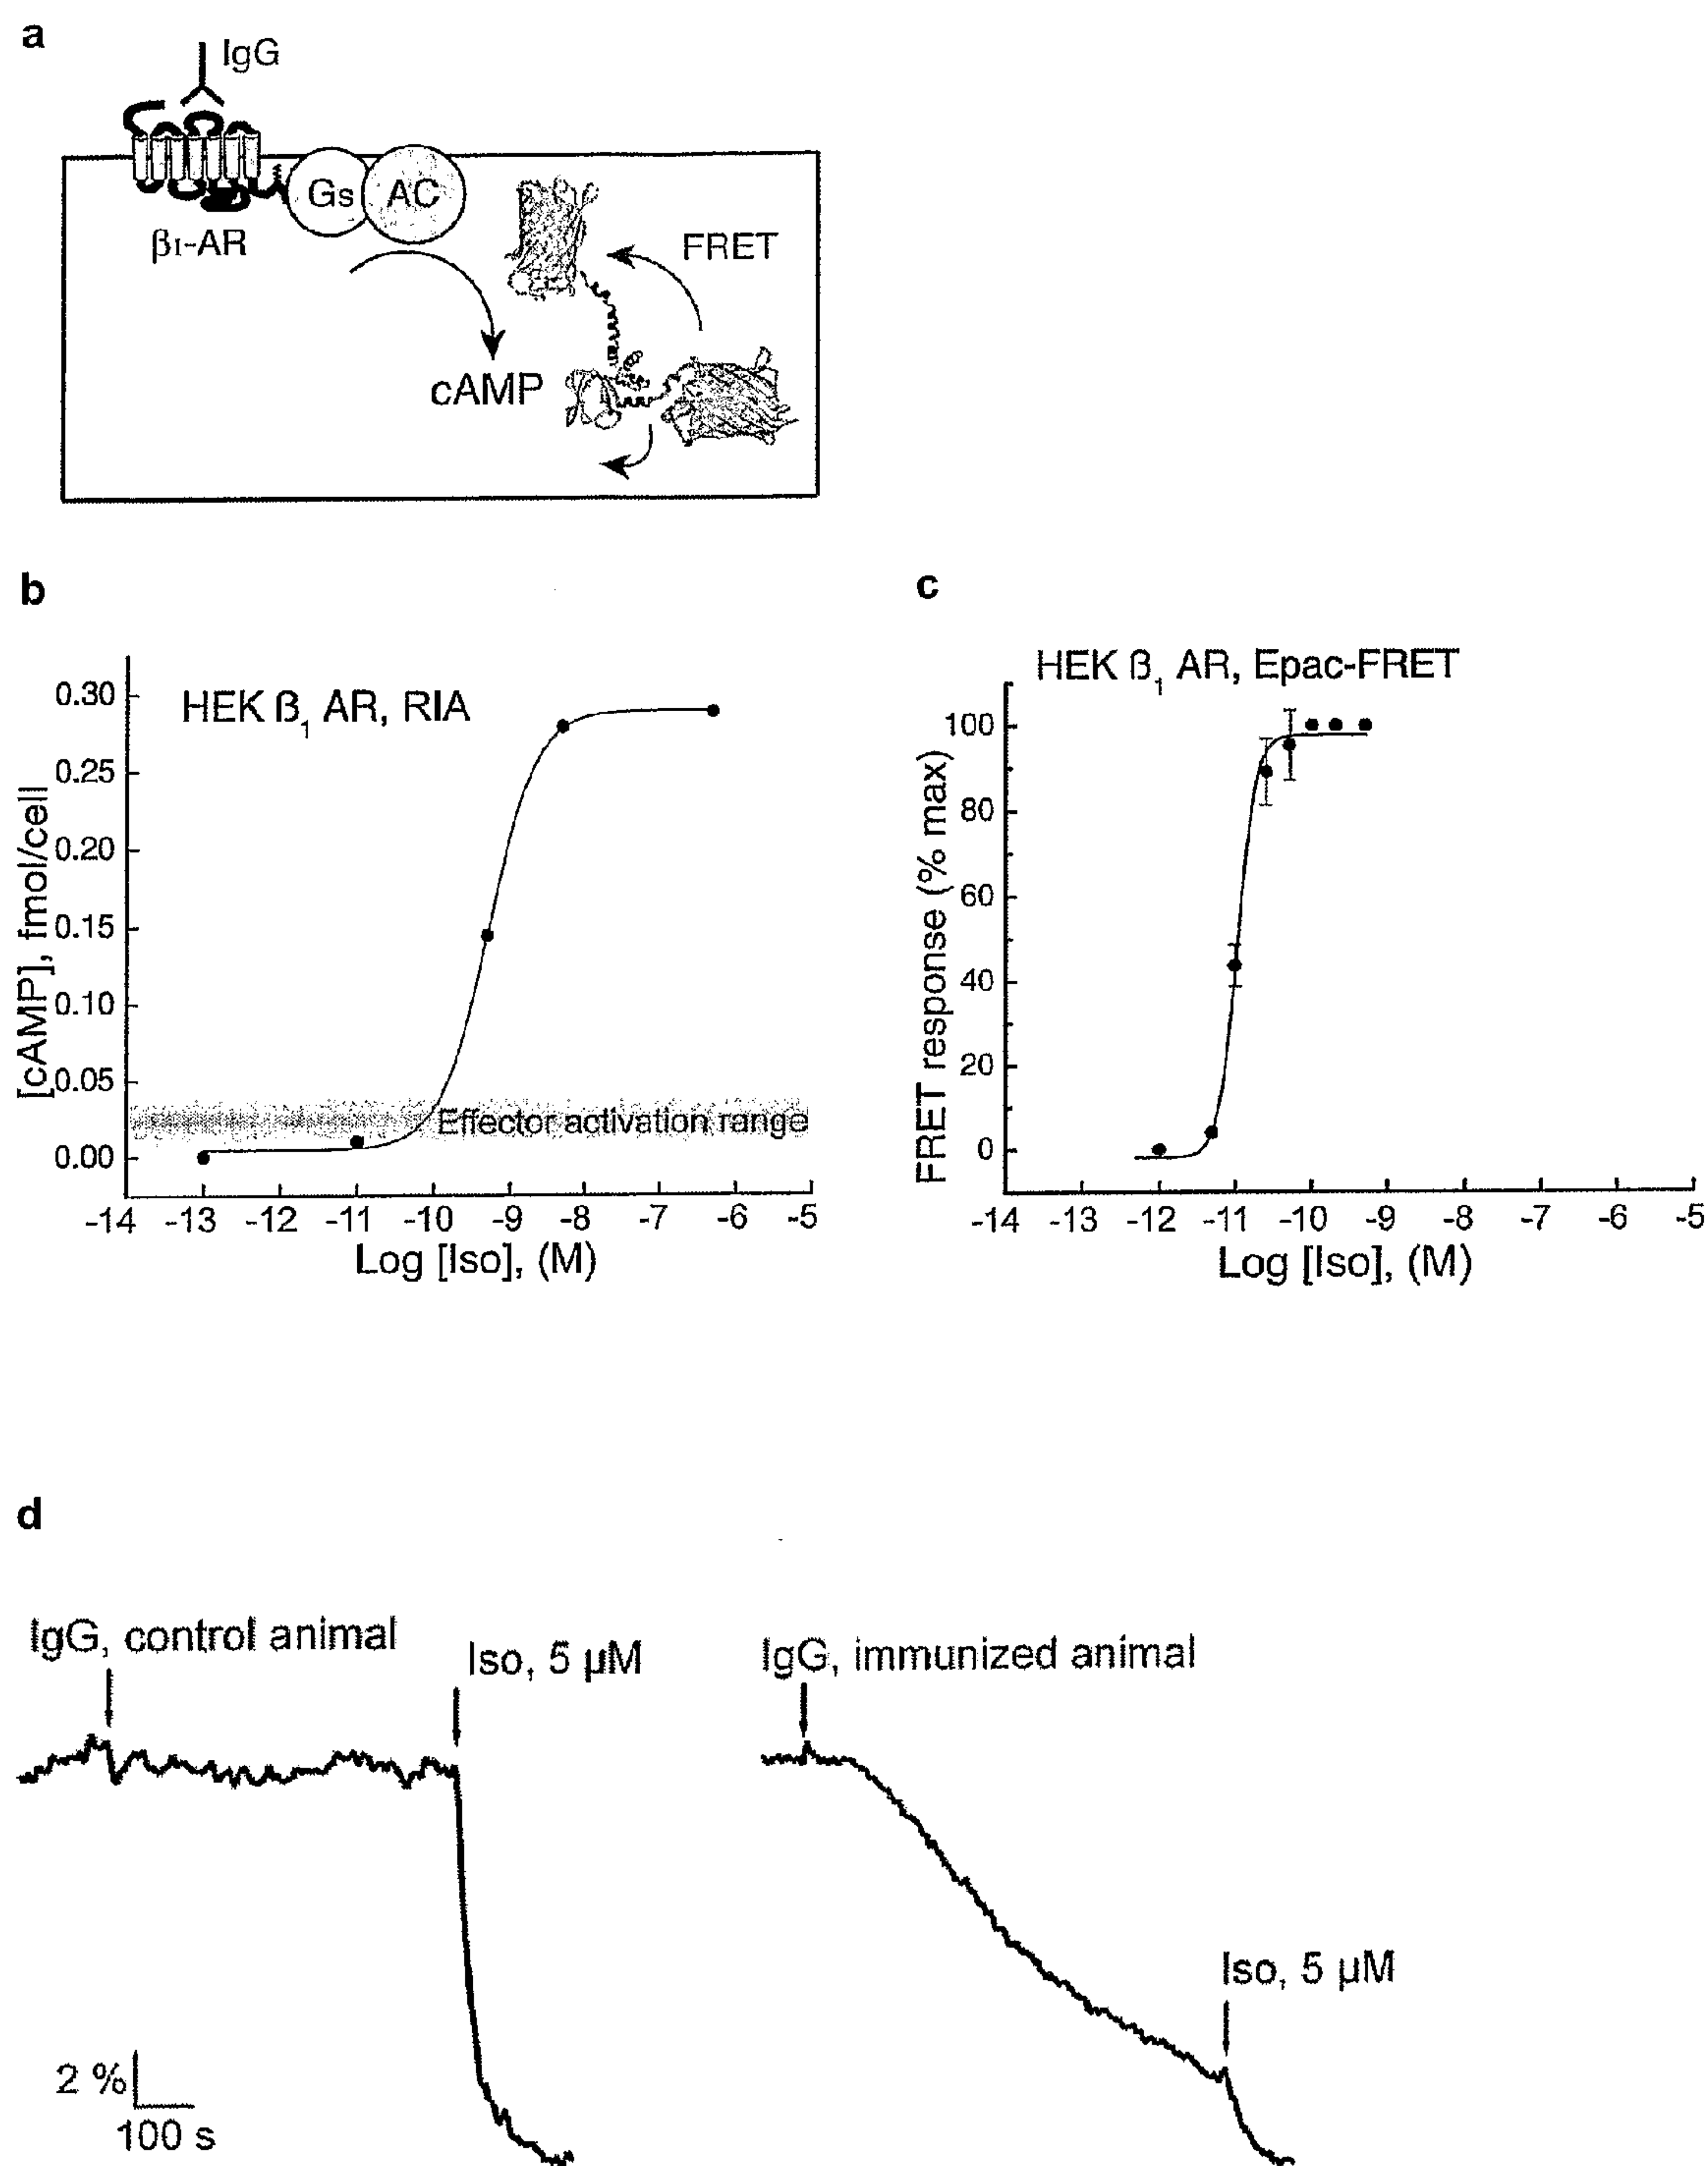 a
IgG
Gs
AC
β1-AR
FRET
cAMP
b
HEK ß1 AR, RIA
[cAMP], fmol/cell
0.30
0.25
0.20
0.15
0.10
0.05
0.00
Effector activation range
-14 -13 -12 -11 -10 -9 -8 -7 -6 -5
Log [Iso], (M)
c
HEK ß1 AR, Epac-FRET
FRET response (% max)
100
80
60
40
20
0
-14 -13 -12 -11 -10 -9 -8 -7 -6 -5
Log [Iso], (M)
d
IgG, control animal
Iso, 5 µM
IgG, immunized animal
Iso, 5 µM
2 %
100 s